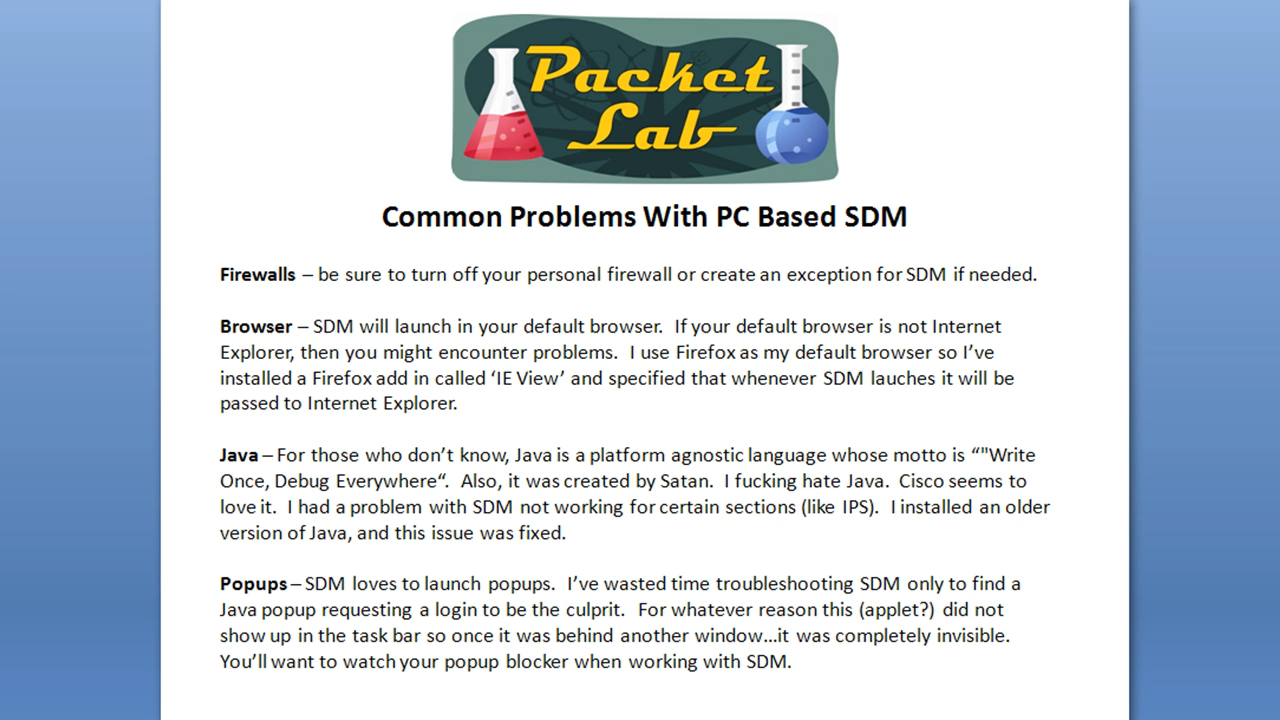 Packet
Lab
Common Problems With PC Based SDM
Firewalls – be sure to turn off your personal firewall or create an exception for SDM if needed.
Browser – SDM will launch in your default browser.  If your default browser is not Internet
Explorer, then you might encounter problems.  I use Firefox as my default browser so I’ve
installed a Firefox add in called ‘IE View’ and specified that whenever SDM lauches it will be
passed to Internet Explorer.
Java – For those who don’t know, Java is a platform agnostic language whose motto is “"Write
Once, Debug Everywhere“.  Also, it was created by Satan.  I fucking hate Java.  Cisco seems to
love it.  I had a problem with SDM not working for certain sections (like IPS).  I installed an older
version of Java, and this issue was fixed.
Popups – SDM loves to launch popups.  I’ve wasted time troubleshooting SDM only to find a
Java popup requesting a login to be the culprit.  For whatever reason this (applet?) did not
show up in the task bar so once it was behind another window…it was completely invisible.
You’ll want to watch your popup blocker when working with SDM.